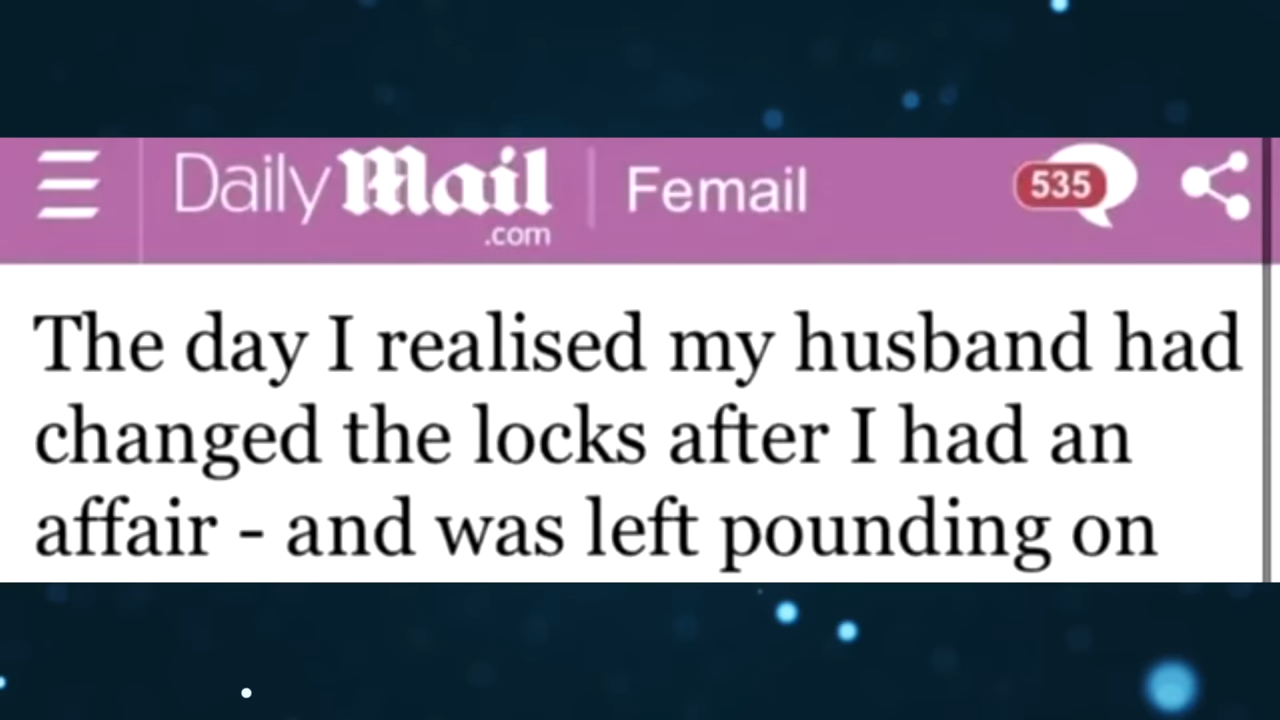 Daily Mail | Femail 535
.com
The day I realised my husband had
changed the locks after I had an
affair - and was left pounding on